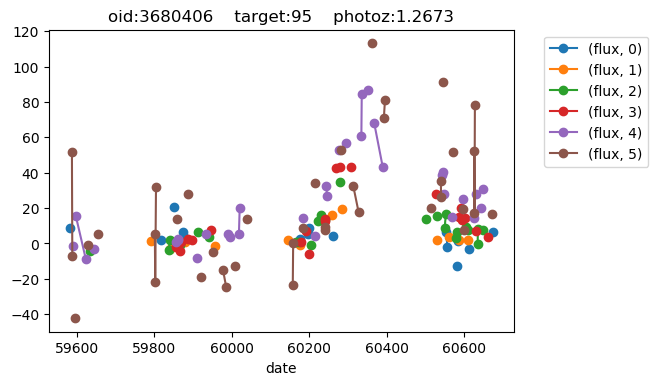 oid:3680406 target:95 photoz:1.2673
120
100
80
60
40
20
0
−20
−40
59600 59800 60000 60200 60400 60600
date
(flux, 0)
(flux, 1)
(flux, 2)
(flux, 3)
(flux, 4)
(flux, 5)